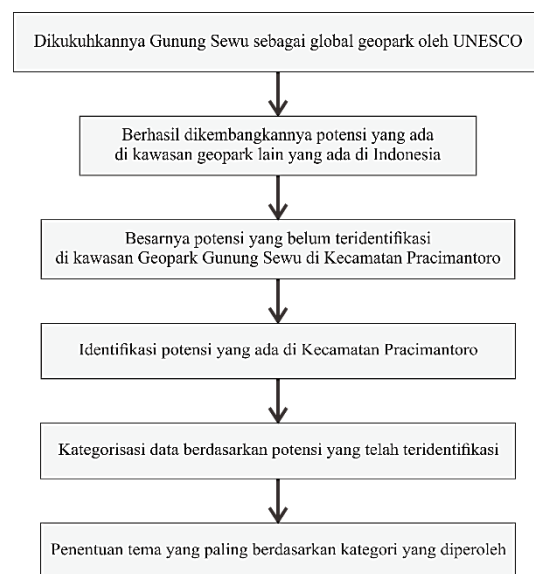 Dikukuhkannya Gunung Sewu sebagai global geopark oleh UNESCO
Berhasil dikembangkannya potensi yang ada
di kawasan geopark lain yang ada di Indonesia
Besarnya potensi yang belum teridentifikasi
di kawasan Geopark Gunung Sewu di Kecamatan Pracimantoro
Identifikasi potensi yang ada di Kecamatan Pracimantoro
Kategorisasi data berdasarkan potensi yang telah teridentifikasi
Penentuan tema yang paling berdasarkan kategori yang diperoleh